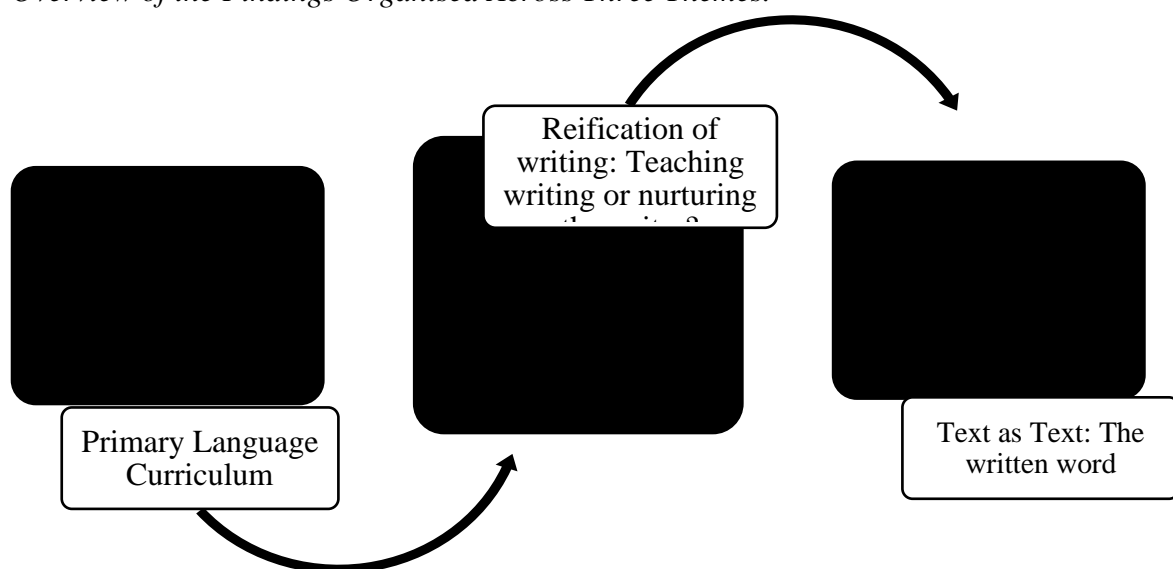 Overview of the Findings Organised Across Three Themes.
Primary Language
Curriculum
Reification of
writing: Teaching
writing or nurturing
Text as Text: The
written word